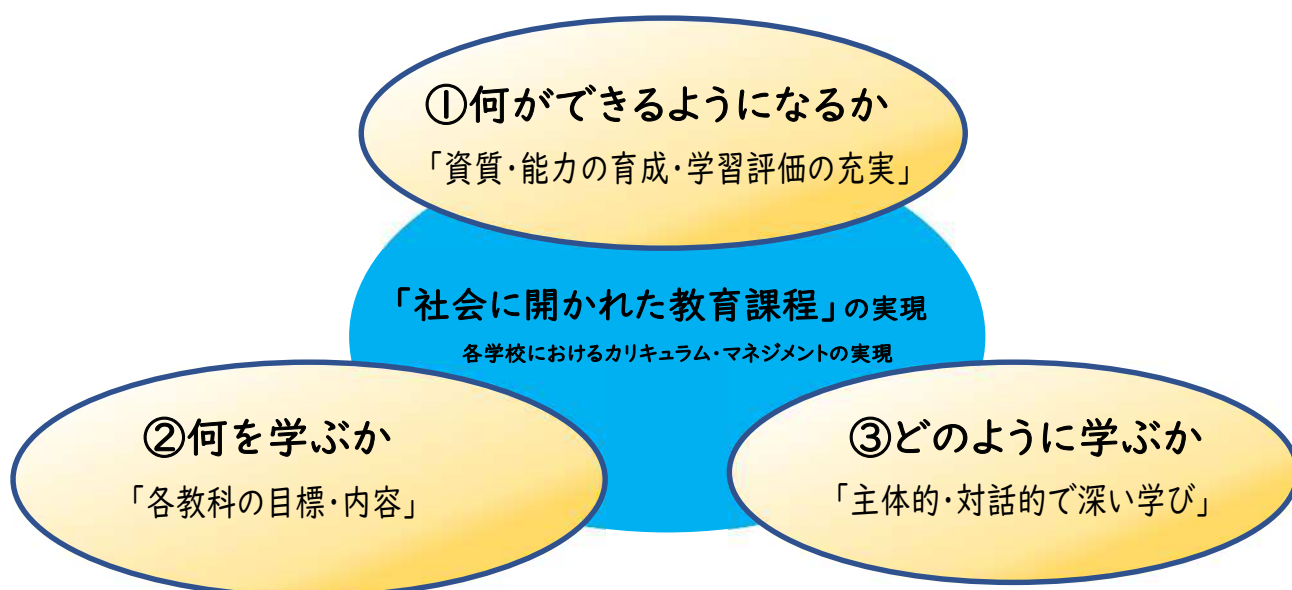 ①何ができるようになるか
「資質・能力の育成・学習評価の充実」
「社会に開かれた教育課程」の実現
各学校におけるカリキュラム・マネジメントの実現
②何を学ぶか
「各教科の目標・内容」
③どのように学ぶか
「主体的・対話的で深い学び」